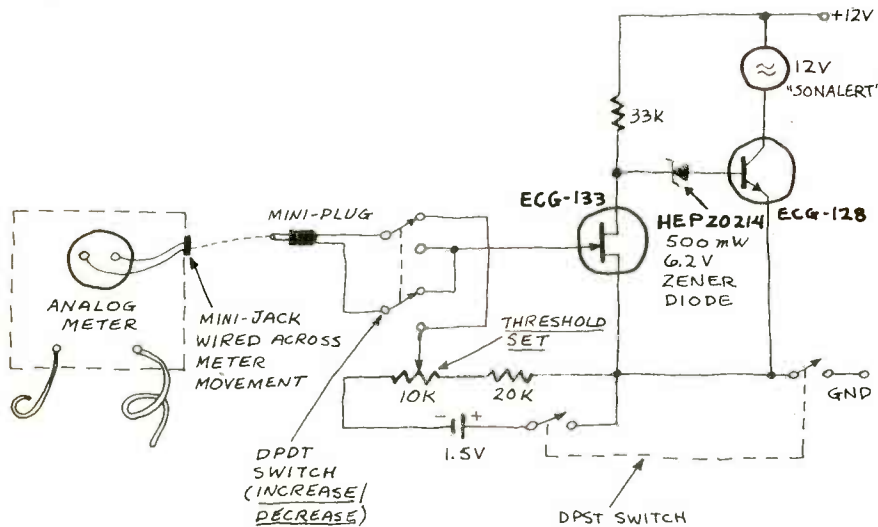 +12V
12V
"SONALERT"
33K
ECG-133
ECG-128
HEP Z0214
500 mW
6.2 V
ZENER
DIODE
MINI-PLUG
ANALOG
METER
MINI-JACK
WIRED ACROSS
METER
MOVEMENT
THRESHOLD
SET
10K
20K
GND
-
+
1.5V
DPDT
SWITCH
(INCREASE/
DECREASE)
DPST SWITCH